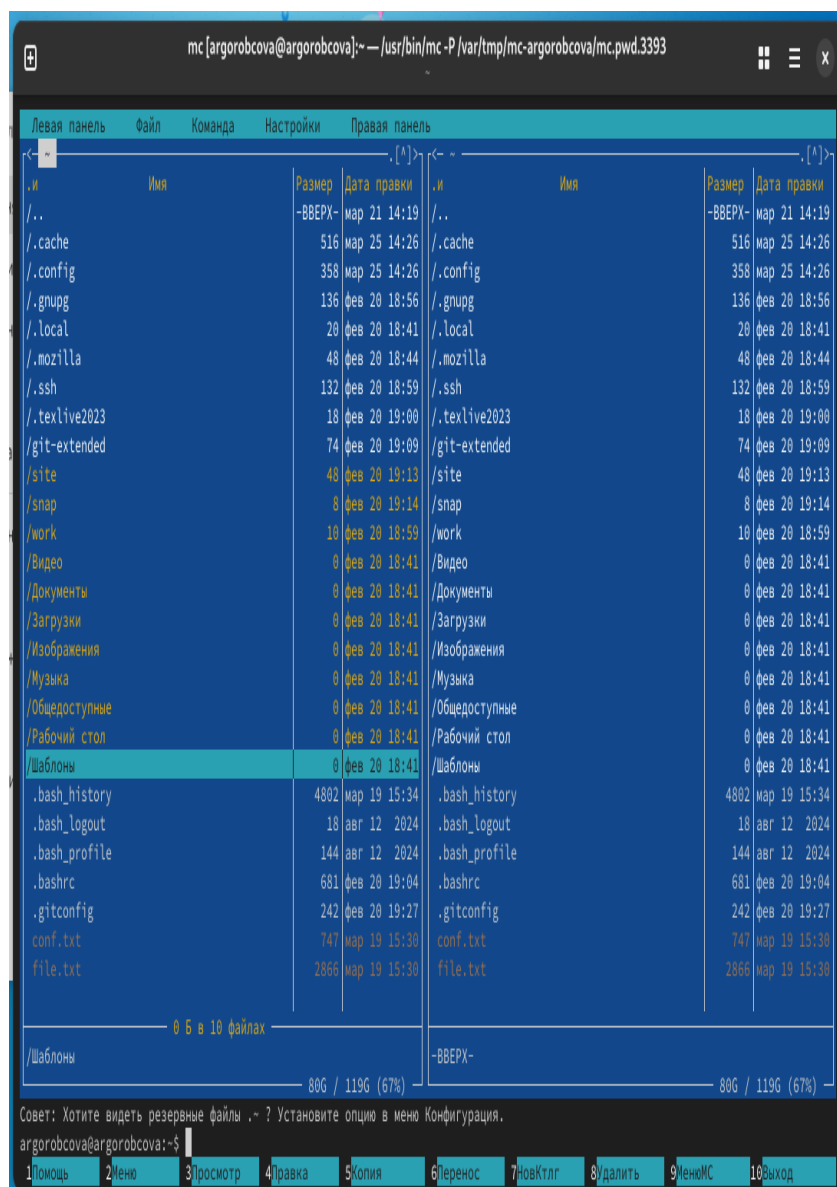 mc [argorobcova@argorobcova]:~ — /usr/bin/mc -P /var/tmp/mc-argorobcova/mc.pwd.3393
~
Левая панель Файл Команда Настройки Правая панель
<- ~ .[^]> <- ~ .[^]>
.и Имя Размер Дата правки .и Имя Размер Дата правки
/.. -ВВЕРХ- мар 21 14:19 /.. -ВВЕРХ- мар 21 14:19
/.cache 516 мар 25 14:26 /.cache 516 мар 25 14:26
/.config 358 мар 25 14:26 /.config 358 мар 25 14:26
/.gnupg 136 фев 20 18:56 /.gnupg 136 фев 20 18:56
/.local 20 фев 20 18:41 /.local 20 фев 20 18:41
/.mozilla 48 фев 20 18:44 /.mozilla 48 фев 20 18:44
/.ssh 132 фев 20 18:59 /.ssh 132 фев 20 18:59
/.texlive2023 18 фев 20 19:00 /.texlive2023 18 фев 20 19:00
/git-extended 74 фев 20 19:09 /git-extended 74 фев 20 19:09
/site 48 фев 20 19:13 /site 48 фев 20 19:13
/snap 8 фев 20 19:14 /snap 8 фев 20 19:14
/work 10 фев 20 18:59 /work 10 фев 20 18:59
/Видео 0 фев 20 18:41 /Видео 0 фев 20 18:41
/Документы 0 фев 20 18:41 /Документы 0 фев 20 18:41
/Загрузки 0 фев 20 18:41 /Загрузки 0 фев 20 18:41
/Изображения 0 фев 20 18:41 /Изображения 0 фев 20 18:41
/Музыка 0 фев 20 18:41 /Музыка 0 фев 20 18:41
/Общедоступные 0 фев 20 18:41 /Общедоступные 0 фев 20 18:41
/Рабочий стол 0 фев 20 18:41 /Рабочий стол 0 фев 20 18:41
/Шаблоны 0 фев 20 18:41 /Шаблоны 0 фев 20 18:41
.bash_history 4802 мар 19 15:34 .bash_history 4802 мар 19 15:34
.bash_logout 18 авг 12 2024 .bash_logout 18 авг 12 2024
.bash_profile 144 авг 12 2024 .bash_profile 144 авг 12 2024
.bashrc 681 фев 20 19:04 .bashrc 681 фев 20 19:04
.gitconfig 242 фев 20 19:27 .gitconfig 242 фев 20 19:27
conf.txt 747 мар 19 15:30 conf.txt 747 мар 19 15:30
file.txt 2866 мар 19 15:30 file.txt 2866 мар 19 15:30
0 Б в 10 файлах
/Шаблоны -ВВЕРХ-
80G / 119G (67%) 80G / 119G (67%)
Совет: Хотите видеть резервные файлы .~ ? Установите опцию в меню Конфигурация.
argorobcova@argorobcova:~$
1Помощь 2Меню 3Просмотр 4Правка 5Копия 6Перенос 7НовКтлг 8Удалить 9МенюMC 10Выход